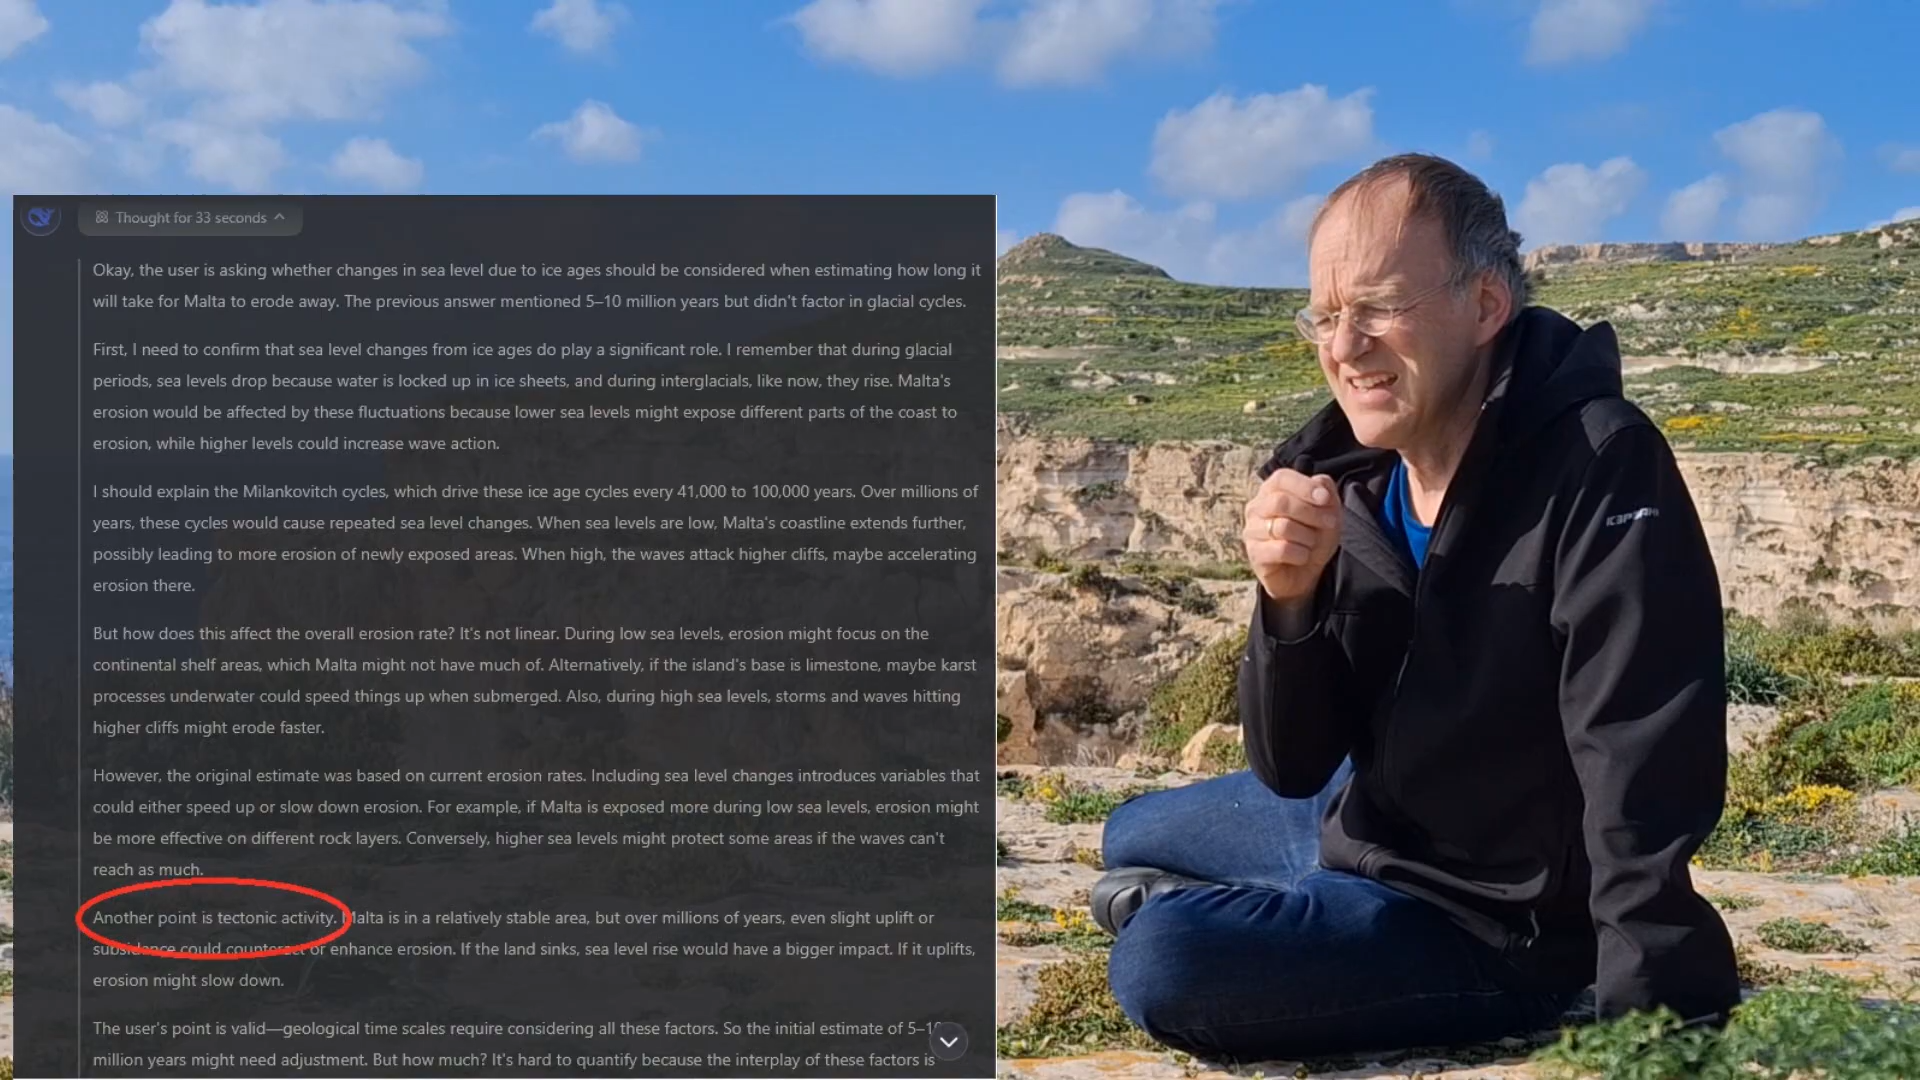 Thought for 33 seconds
Okay, the user is asking whether changes in sea level due to ice ages should be considered when estimating how long it
will take for Malta to erode away. The previous answer mentioned 5–10 million years but didn't factor in glacial cycles.
First, I need to confirm that sea level changes from ice ages do play a significant role. I remember that during glacial
periods, sea levels drop because water is locked up in ice sheets, and during interglacials, like now, they rise. Malta's
erosion would be affected by these fluctuations because lower sea levels might expose different parts of the coast to
erosion, while higher levels could increase wave action.
I should explain the Milankovitch cycles, which drive these ice age cycles every 41,000 to 100,000 years. Over millions of
years, these cycles would cause repeated sea level changes. When sea levels are low, Malta's coastline extends further,
possibly leading to more erosion of newly exposed areas. When high, the waves attack higher cliffs, maybe accelerating
erosion there.
But how does this affect the overall erosion rate? It's not linear. During low sea levels, erosion might focus on the
continental shelf areas, which Malta might not have much of. Alternatively, if the island's base is limestone, maybe karst
processes underwater could speed things up when submerged. Also, during high sea levels, storms and waves hitting
higher cliffs might erode faster.
However, the original estimate was based on current erosion rates. Including sea level changes introduces variables that
could either speed up or slow down erosion. For example, if Malta is exposed more during low sea levels, erosion might
be more effective on different rock layers. Conversely, higher sea levels might protect some areas if the waves can't
reach as much.
Another point is tectonic activity. Malta is in a relatively stable area, but over millions of years, even slight uplift or
subsidence could counteract or enhance erosion. If the land sinks, sea level rise would have a bigger impact. If it uplifts,
erosion might slow down.
The user's point is valid—geological time scales require considering all these factors. So the initial estimate of 5–10
million years might need adjustment. But how much? It's hard to quantify because the interplay of these factors is